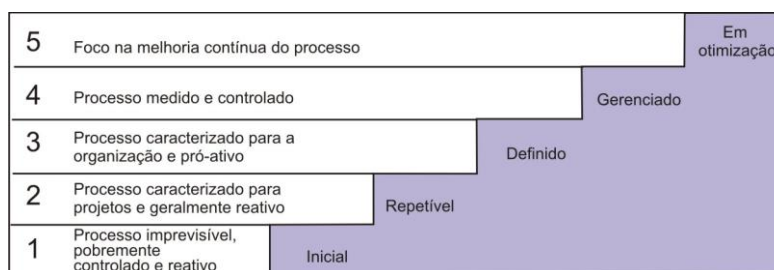 5 Foco na melhoria contínua do processo
Em
otimização
4 Processo medido e controlado
Gerenciado
3 Processo caracterizado para a
organização e pró-ativo
Definido
2 Processo caracterizado para
projetos e geralmente reativo
Repetível
1 Processo imprevisível,
pobremente
controlado e reativo
Inicial